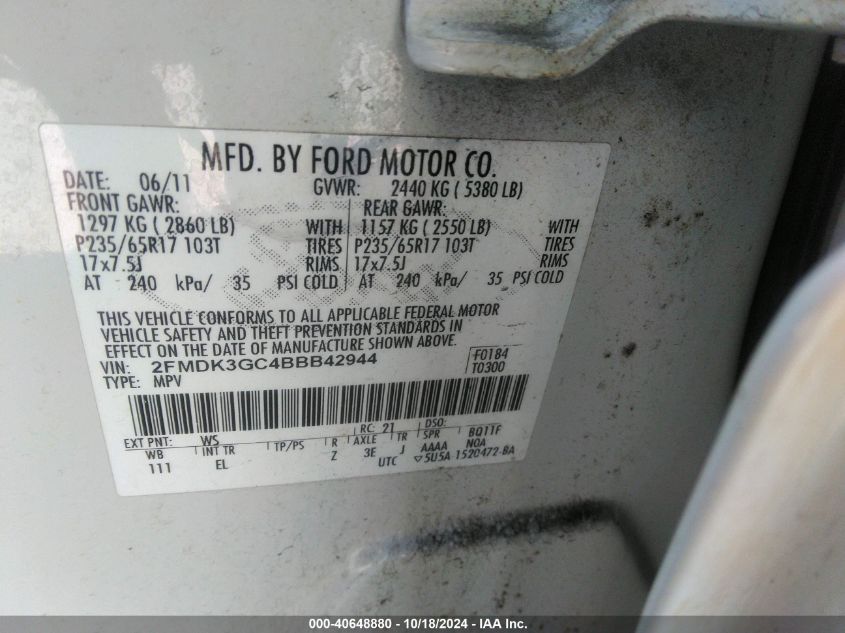 MFD. BY FORD MOTOR CO.
DATE: 06/11 GVWR: 2440 KG ( 5380 LB)
FRONT GAWR: REAR GAWR:
1297 KG ( 2860 LB) WITH 1157 KG ( 2550 LB) WITH
P235/65R17 103T TIRES P235/65R17 103T TIRES
17x7.5J RIMS 17x7.5J RIMS
AT 240 kPa/ 35 PSI COLD AT 240 kPa/ 35 PSI COLD
THIS VEHICLE CONFORMS TO ALL APPLICABLE FEDERAL MOTOR
VEHICLE SAFETY AND THEFT PREVENTION STANDARDS IN
EFFECT ON THE DATE OF MANUFACTURE SHOWN ABOVE.
VIN: 2FMDK3GC4BBB42944 F0184
TYPE: MPV T0300
EXT PNT: WS RC: 21 DSO:
WB INT TR TP/PS R AXLE TR SPR BQ11F
111 EL Z 3E J AAAA NOA
UTC ▽5U5A-1520472-BA
000-40648880 - 10/18/2024 - IAA Inc.